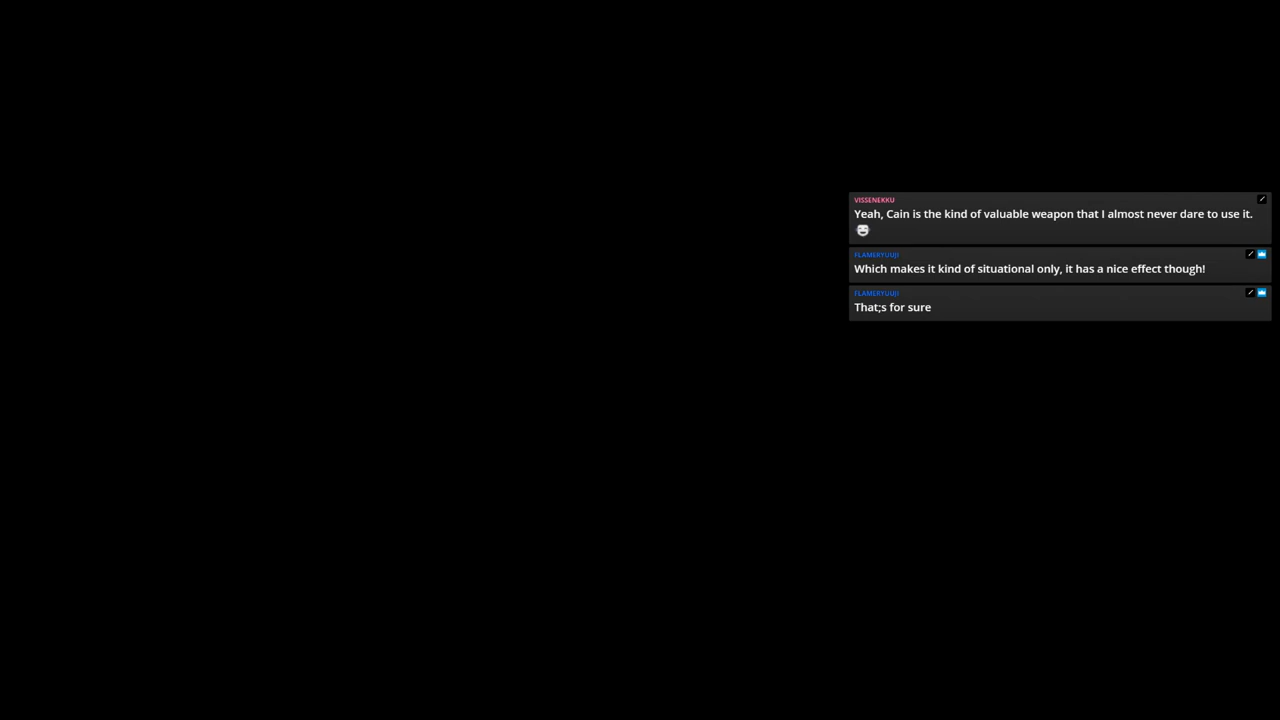 VISSENEKKU
Yeah, Cain is the kind of valuable weapon that I almost never dare to use it.
FLAMERYUUJI
Which makes it kind of situational only, it has a nice effect though!
FLAMERYUUJI
That;s for sure